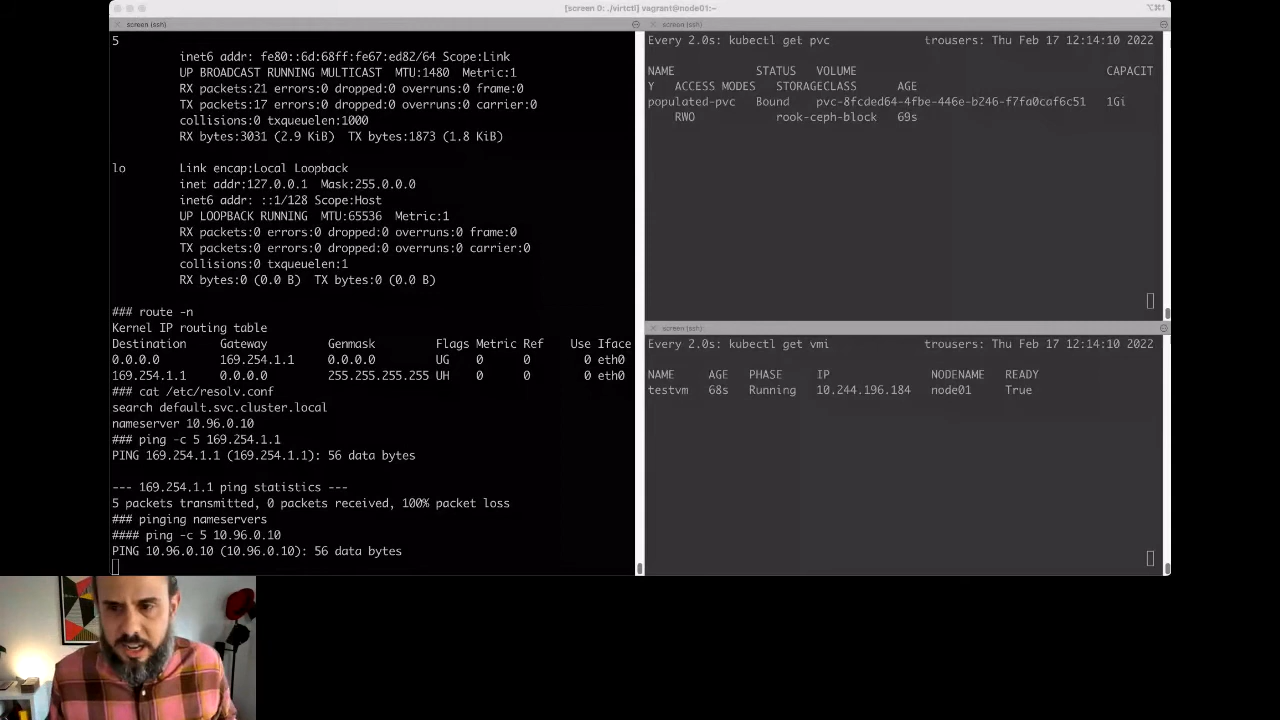 [screen 0: ./virtctl] vagrant@node01:~
⌥⌘1
screen (ssh)
5
inet6 addr: fe80::6d:68ff:fe67:ed82/64 Scope:Link
UP BROADCAST RUNNING MULTICAST  MTU:1480  Metric:1
RX packets:21 errors:0 dropped:0 overruns:0 frame:0
TX packets:17 errors:0 dropped:0 overruns:0 carrier:0
collisions:0 txqueuelen:1000
RX bytes:3031 (2.9 KiB)  TX bytes:1873 (1.8 KiB)
lo        Link encap:Local Loopback
inet addr:127.0.0.1  Mask:255.0.0.0
inet6 addr: ::1/128 Scope:Host
UP LOOPBACK RUNNING  MTU:65536  Metric:1
RX packets:0 errors:0 dropped:0 overruns:0 frame:0
TX packets:0 errors:0 dropped:0 overruns:0 carrier:0
collisions:0 txqueuelen:1
RX bytes:0 (0.0 B)  TX bytes:0 (0.0 B)
### route -n
Kernel IP routing table
Destination     Gateway         Genmask         Flags Metric Ref    Use Iface
0.0.0.0         169.254.1.1     0.0.0.0         UG    0      0        0 eth0
169.254.1.1     0.0.0.0         255.255.255.255 UH    0      0        0 eth0
### cat /etc/resolv.conf
search default.svc.cluster.local
nameserver 10.96.0.10
### ping -c 5 169.254.1.1
PING 169.254.1.1 (169.254.1.1): 56 data bytes
--- 169.254.1.1 ping statistics ---
5 packets transmitted, 0 packets received, 100% packet loss
### pinging nameservers
#### ping -c 5 10.96.0.10
PING 10.96.0.10 (10.96.0.10): 56 data bytes
screen (ssh)
Every 2.0s: kubectl get pvc              trousers: Thu Feb 17 12:14:10 2022
NAME            STATUS   VOLUME                                     CAPACIT
Y   ACCESS MODES   STORAGECLASS      AGE
populated-pvc   Bound    pvc-8fcded64-4fbe-446e-b246-f7fa0caf6c51   1Gi
RWO            rook-ceph-block   69s
screen (ssh)
Every 2.0s: kubectl get vmi              trousers: Thu Feb 17 12:14:10 2022
NAME     AGE   PHASE     IP               NODENAME   READY
testvm   68s   Running   10.244.196.184   node01     True